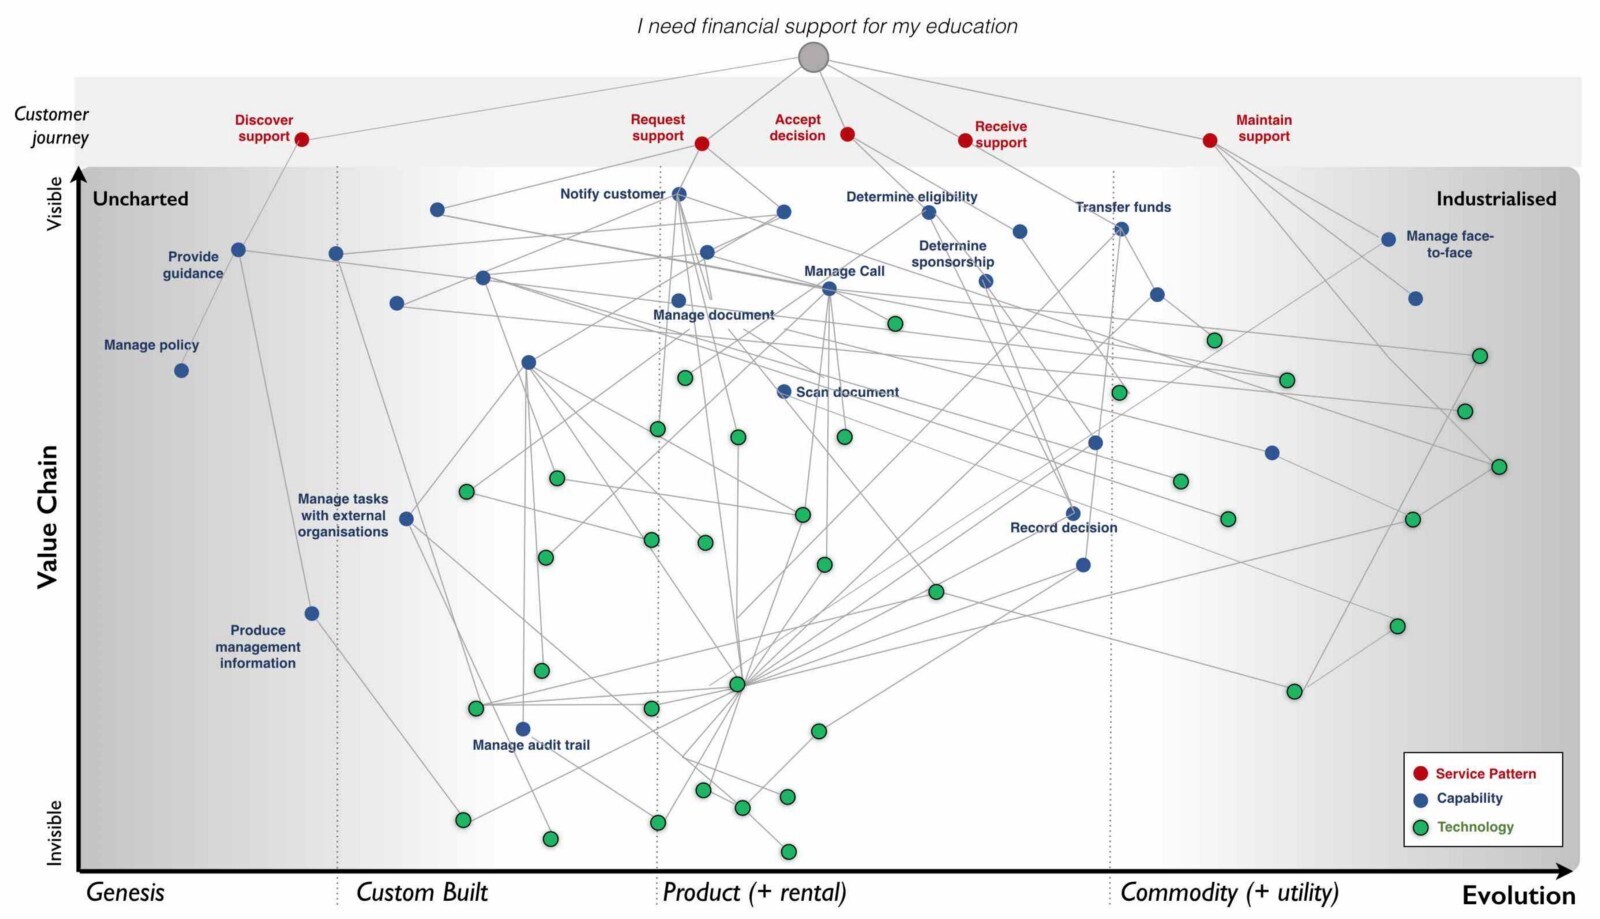 I need financial support for my education
Customer
journey
Discover
support
Request
support
Accept
decision
Receive
support
Maintain
support
Visible
Uncharted
Industrialised
Notify customer
Determine eligibility
Transfer funds
Provide
guidance
Determine
sponsorship
Manage face-
to-face
Manage Call
Manage document
Manage policy
Scan document
Value Chain
Manage tasks
with external
organisations
Record decision
Produce
management
information
Manage audit trail
Service Pattern
Capability
Technology
Invisible
Genesis
Custom Built
Product (+ rental)
Commodity (+ utility)
Evolution